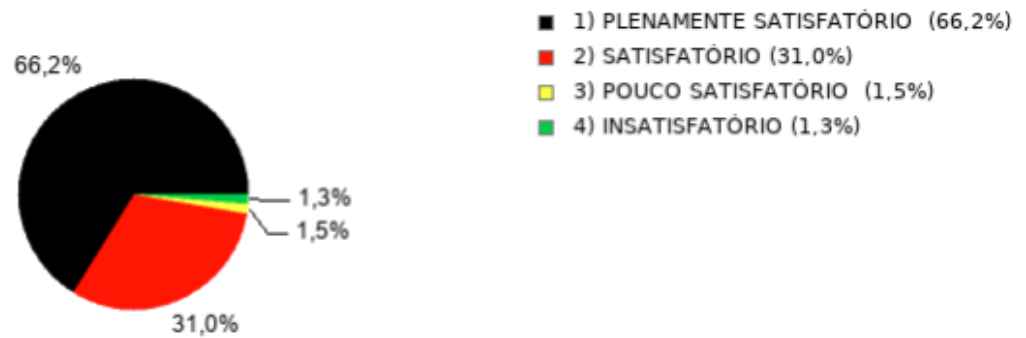 1) PLENAMENTE SATISFATÓRIO (66,2%)
2) SATISFATÓRIO (31,0%)
3) POUCO SATISFATÓRIO (1,5%)
4) INSATISFATÓRIO (1,3%)
66,2%
1,3%
1,5%
31,0%